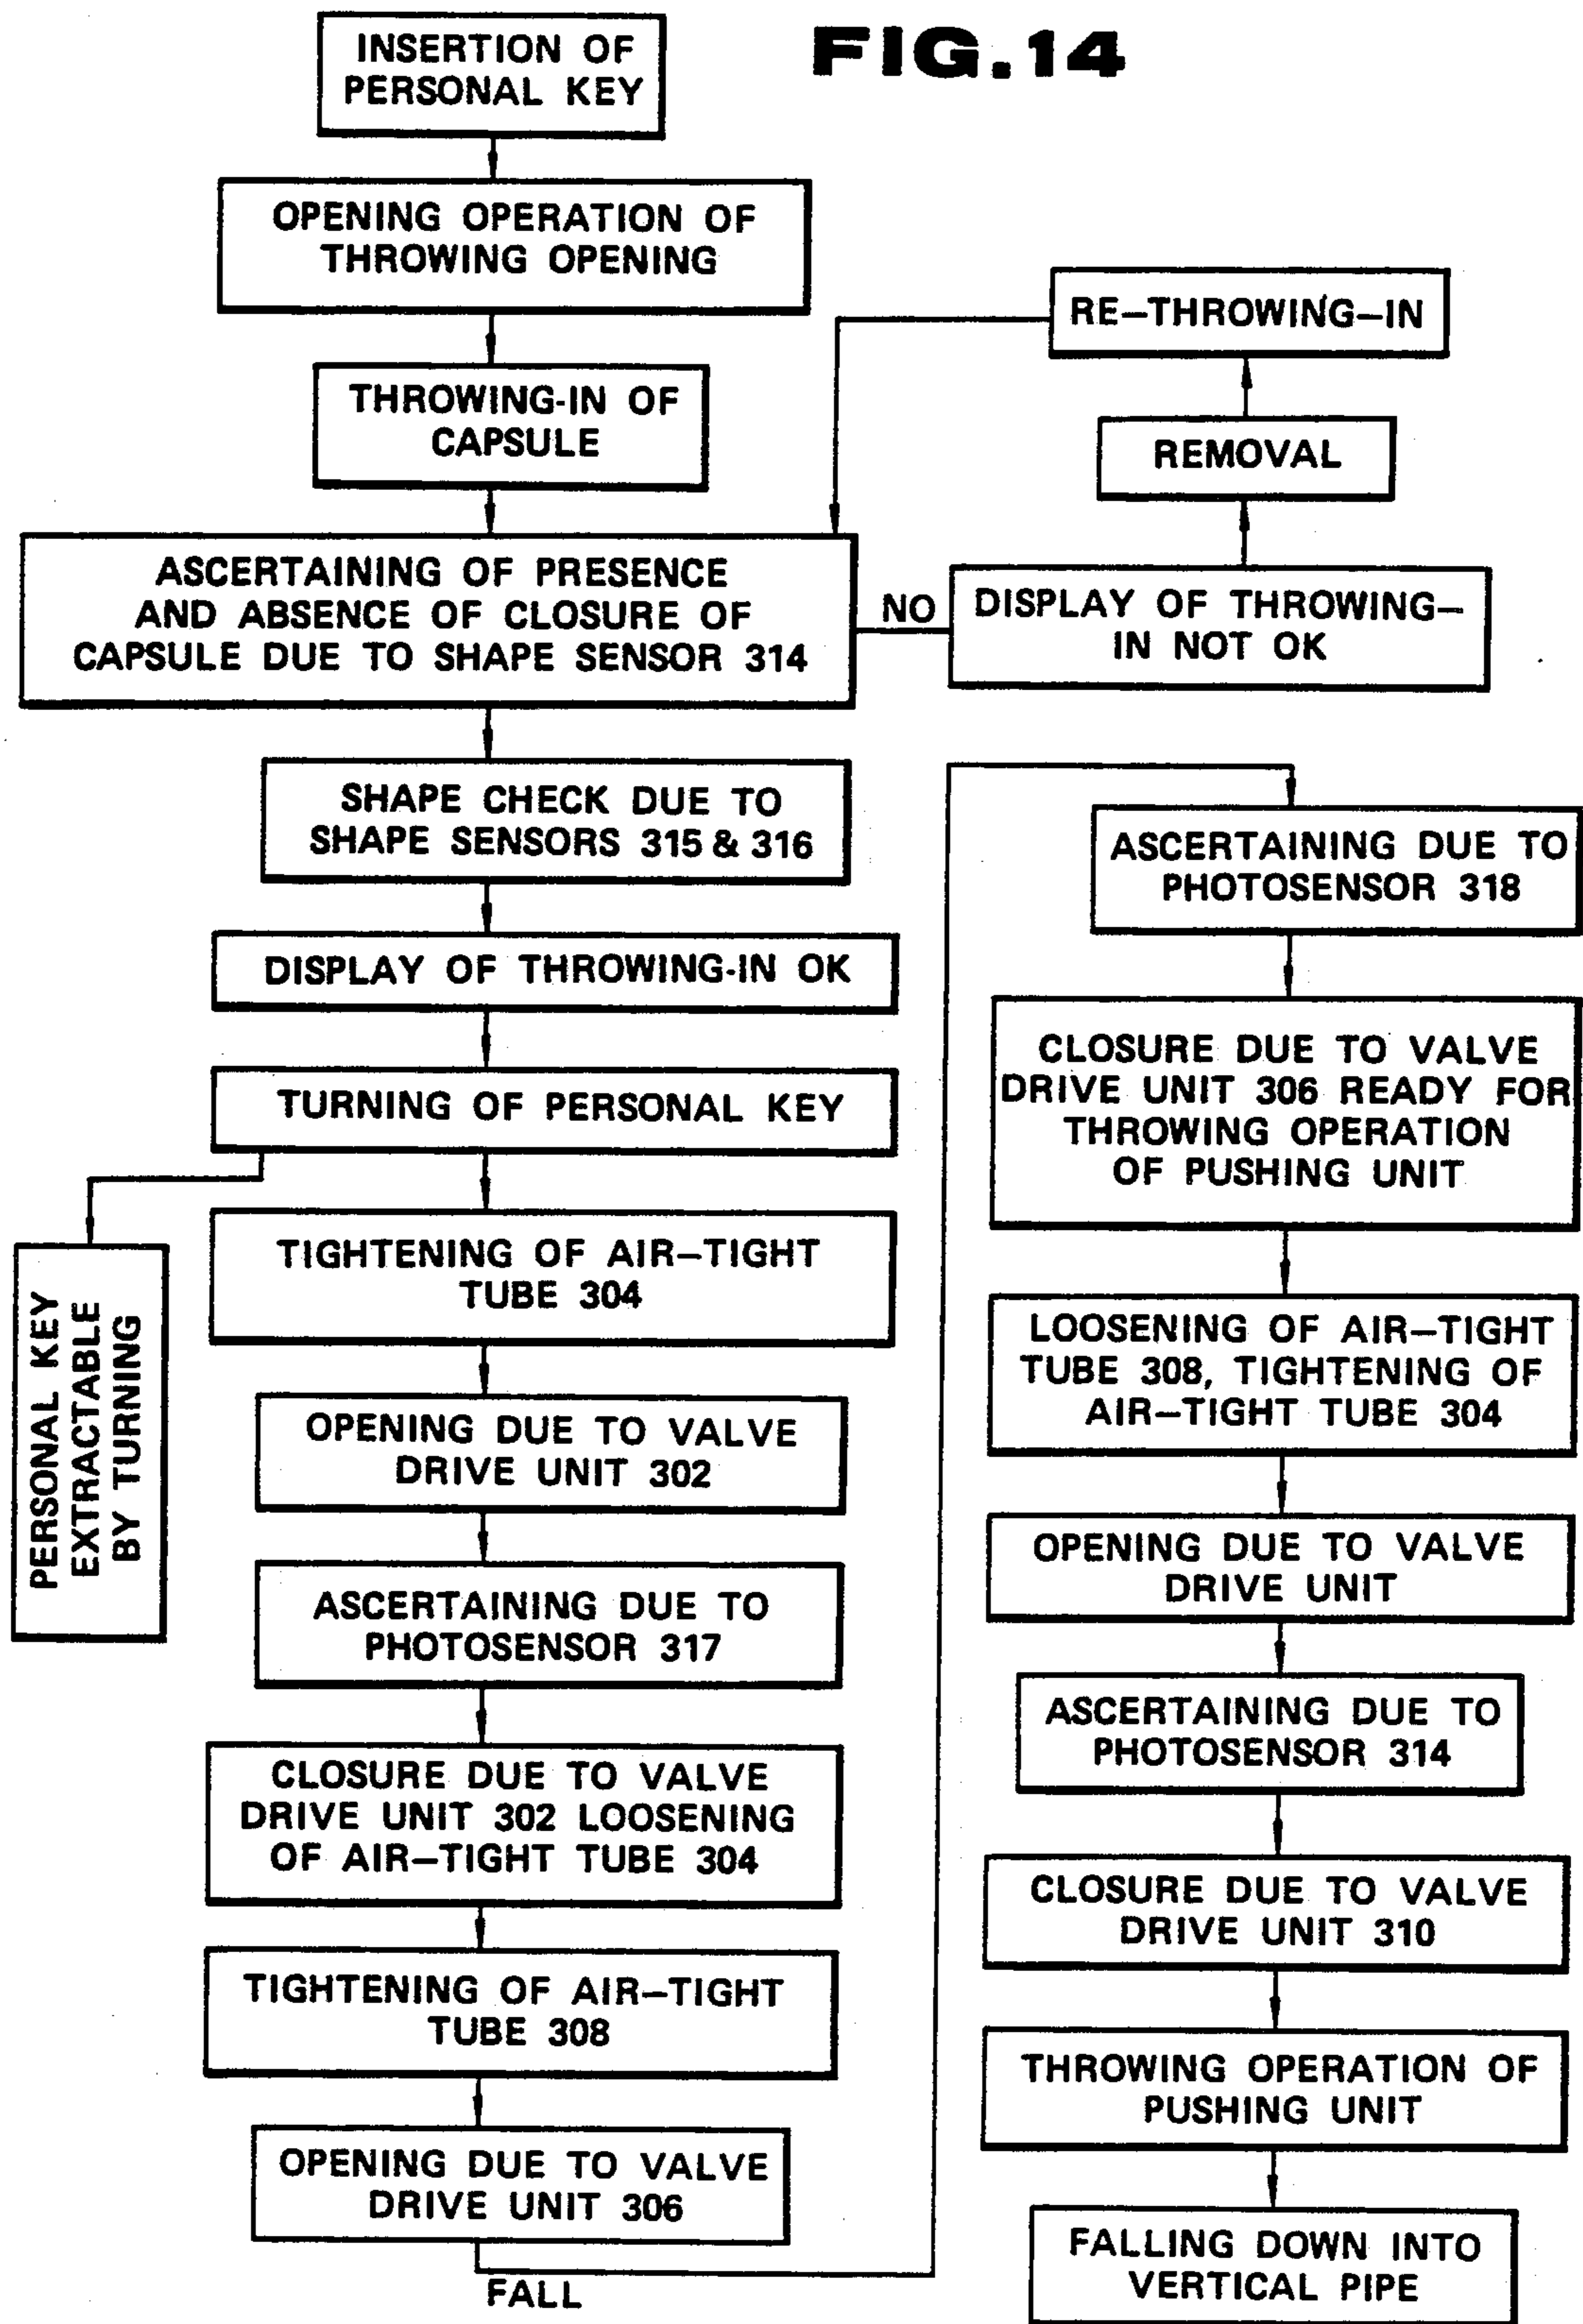 FIG.14
INSERTION OF
PERSONAL KEY
OPENING OPERATION OF
THROWING OPENING
THROWING-IN OF
CAPSULE
ASCERTAINING OF PRESENCE
AND ABSENCE OF CLOSURE OF
CAPSULE DUE TO SHAPE SENSOR 314
NO
DISPLAY OF THROWING–
IN NOT OK
REMOVAL
RE–THROWING–IN
SHAPE CHECK DUE TO
SHAPE SENSORS 315 & 316
DISPLAY OF THROWING-IN OK
TURNING OF PERSONAL KEY
PERSONAL KEY
EXTRACTABLE
BY TURNING
TIGHTENING OF AIR–TIGHT
TUBE 304
OPENING DUE TO VALVE
DRIVE UNIT 302
ASCERTAINING DUE TO
PHOTOSENSOR 317
CLOSURE DUE TO VALVE
DRIVE UNIT 302 LOOSENING
OF AIR–TIGHT TUBE 304
TIGHTENING OF AIR–TIGHT
TUBE 308
OPENING DUE TO VALVE
DRIVE UNIT 306
FALL
ASCERTAINING DUE TO
PHOTOSENSOR 318
CLOSURE DUE TO VALVE
DRIVE UNIT 306 READY FOR
THROWING OPERATION
OF PUSHING UNIT
LOOSENING OF AIR–TIGHT
TUBE 308, TIGHTENING OF
AIR–TIGHT TUBE 304
OPENING DUE TO VALVE
DRIVE UNIT
ASCERTAINING DUE TO
PHOTOSENSOR 314
CLOSURE DUE TO VALVE
DRIVE UNIT 310
THROWING OPERATION OF
PUSHING UNIT
FALLING DOWN INTO
VERTICAL PIPE